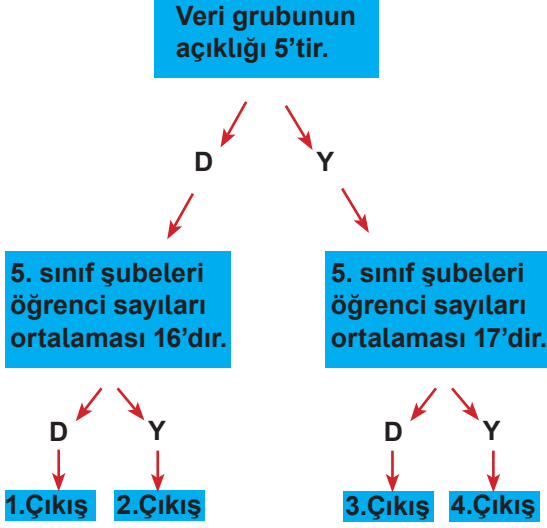 Veri grubunun
açıklığı 5’tir.
D
Y
5. sınıf şubeleri
öğrenci sayıları
ortalaması 16’dır.
5. sınıf şubeleri
öğrenci sayıları
ortalaması 17’dir.
D
Y
D
Y
1.Çıkış
2.Çıkış
3.Çıkış
4.Çıkış